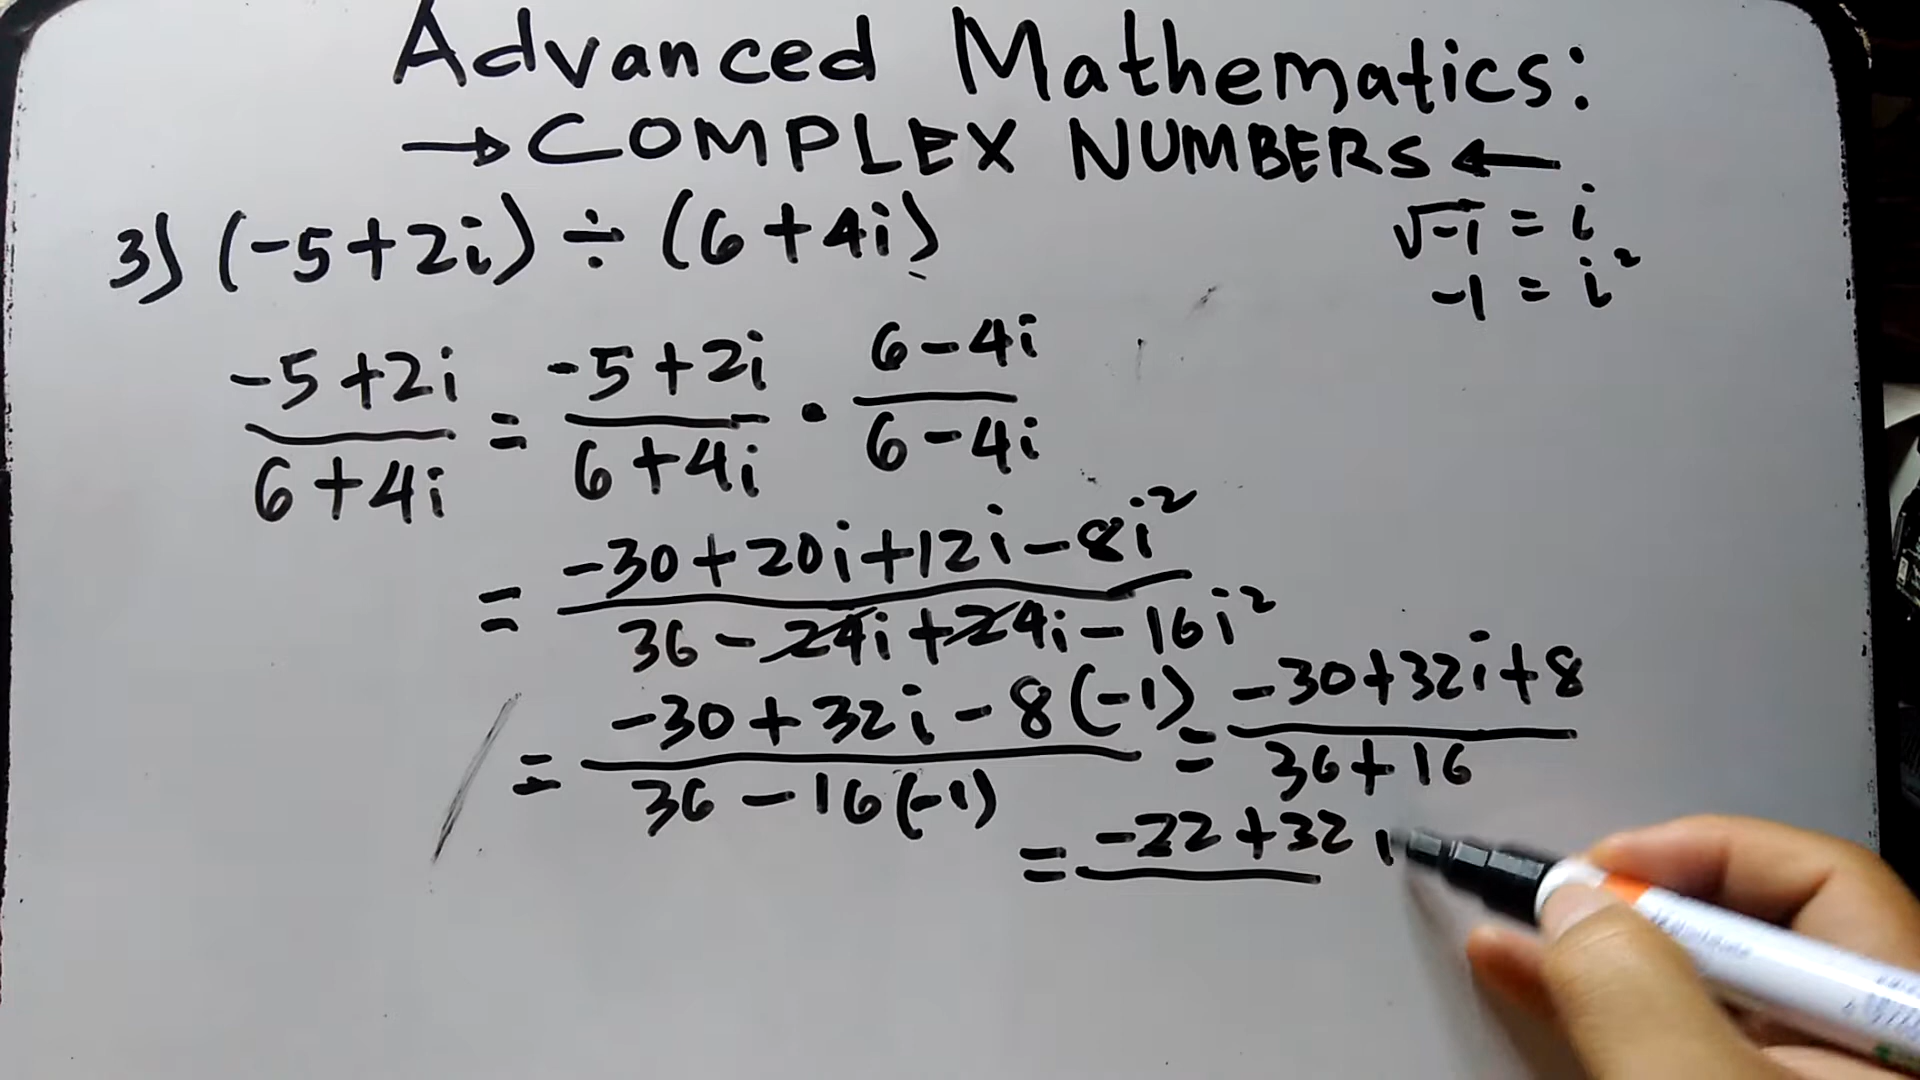 Advanced Mathematics:
→ COMPLEX NUMBERS ←
√-1 = i
-1 = i²
3) (-5+2i) ÷ (6+4i)
(-5+2i)/(6+4i) = (-5+2i)/(6+4i) · (6-4i)/(6-4i)
= (-30+20i+12i-8i²)/(36-24i+24i-16i²)
= (-30+32i-8(-1))/(36-16(-1)) = (-30+32i+8)/(36+16)
= -22+32i